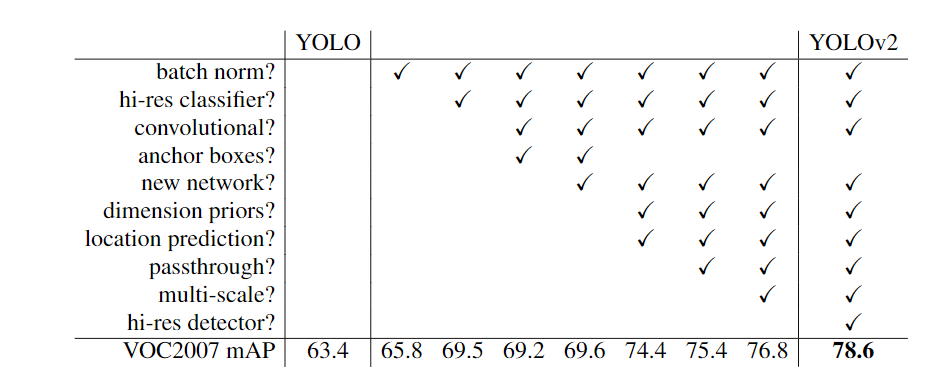 YOLO YOLOv2
batch norm? ✓ ✓ ✓ ✓ ✓ ✓ ✓ ✓
hi-res classifier? ✓ ✓ ✓ ✓ ✓ ✓ ✓
convolutional? ✓ ✓ ✓ ✓ ✓ ✓
anchor boxes? ✓ ✓
new network? ✓ ✓ ✓ ✓ ✓
dimension priors? ✓ ✓ ✓ ✓
location prediction? ✓ ✓ ✓ ✓
passthrough? ✓ ✓ ✓
multi-scale? ✓ ✓
hi-res detector? ✓
VOC2007 mAP 63.4 65.8 69.5 69.2 69.6 74.4 75.4 76.8 78.6